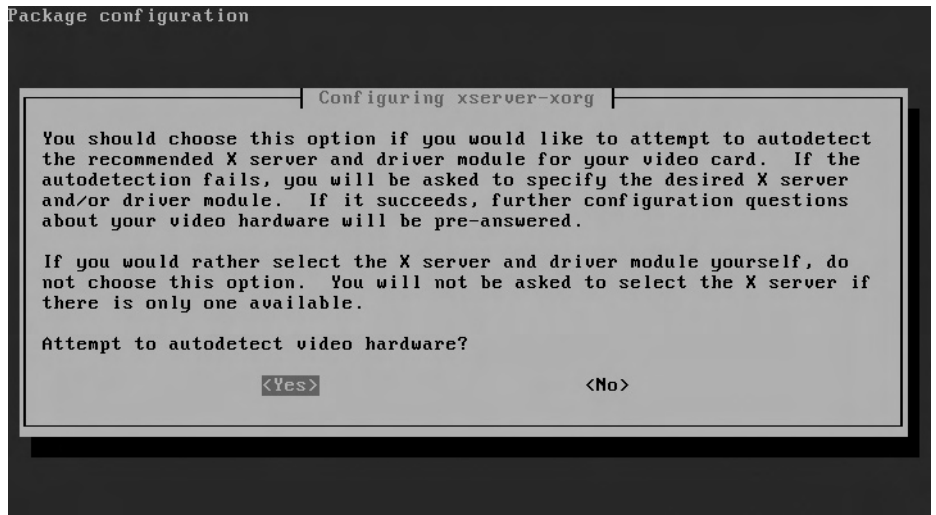 Package configuration
Configuring xserver-xorg
You should choose this option if you would like to attempt to autodetect
the recommended X server and driver module for your video card.  If the
autodetection fails, you will be asked to specify the desired X server
and/or driver module.  If it succeeds, further configuration questions
about your video hardware will be pre-answered.
If you would rather select the X server and driver module yourself, do
not choose this option.  You will not be asked to select the X server if
there is only one available.
Attempt to autodetect video hardware?
<Yes> <No>